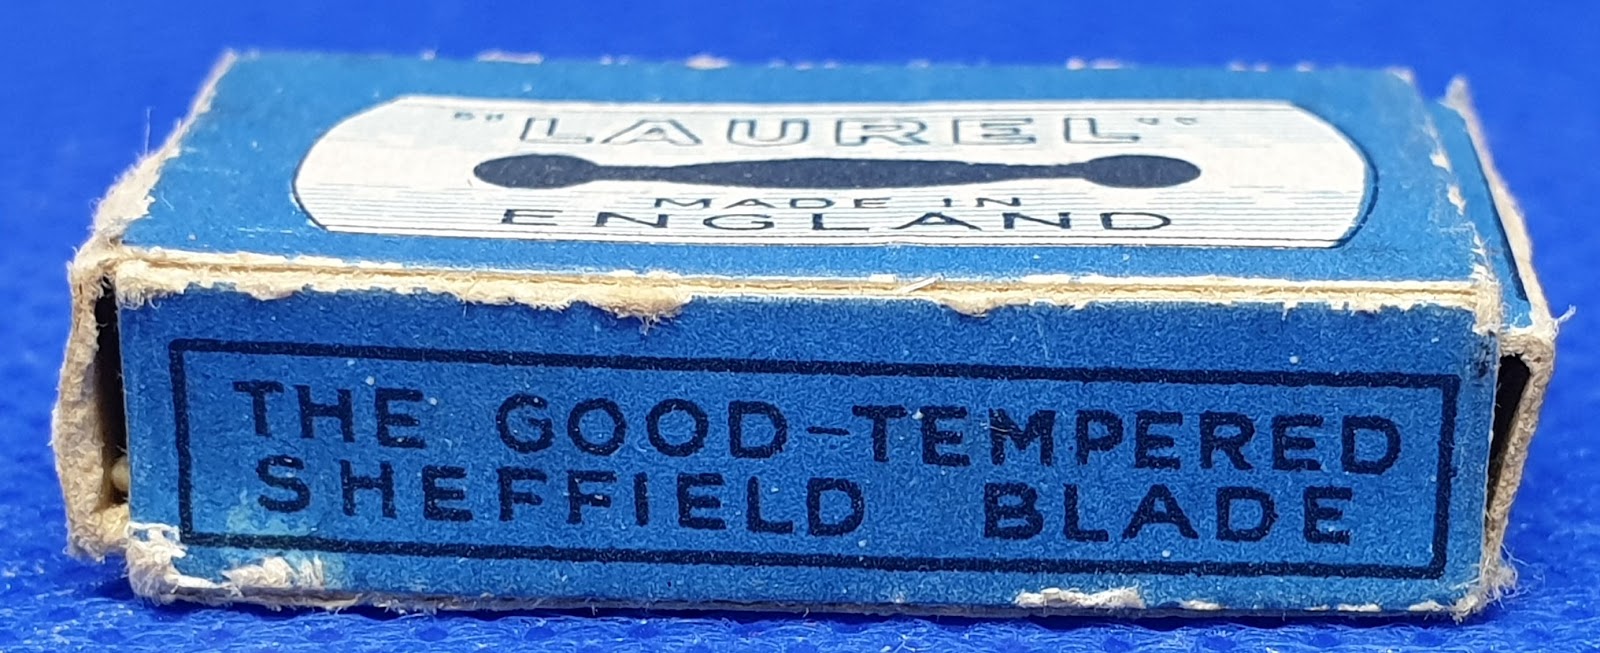 "LAUREL"
MADE IN
ENGLAND
THE GOOD-TEMPERED
SHEFFIELD BLADE